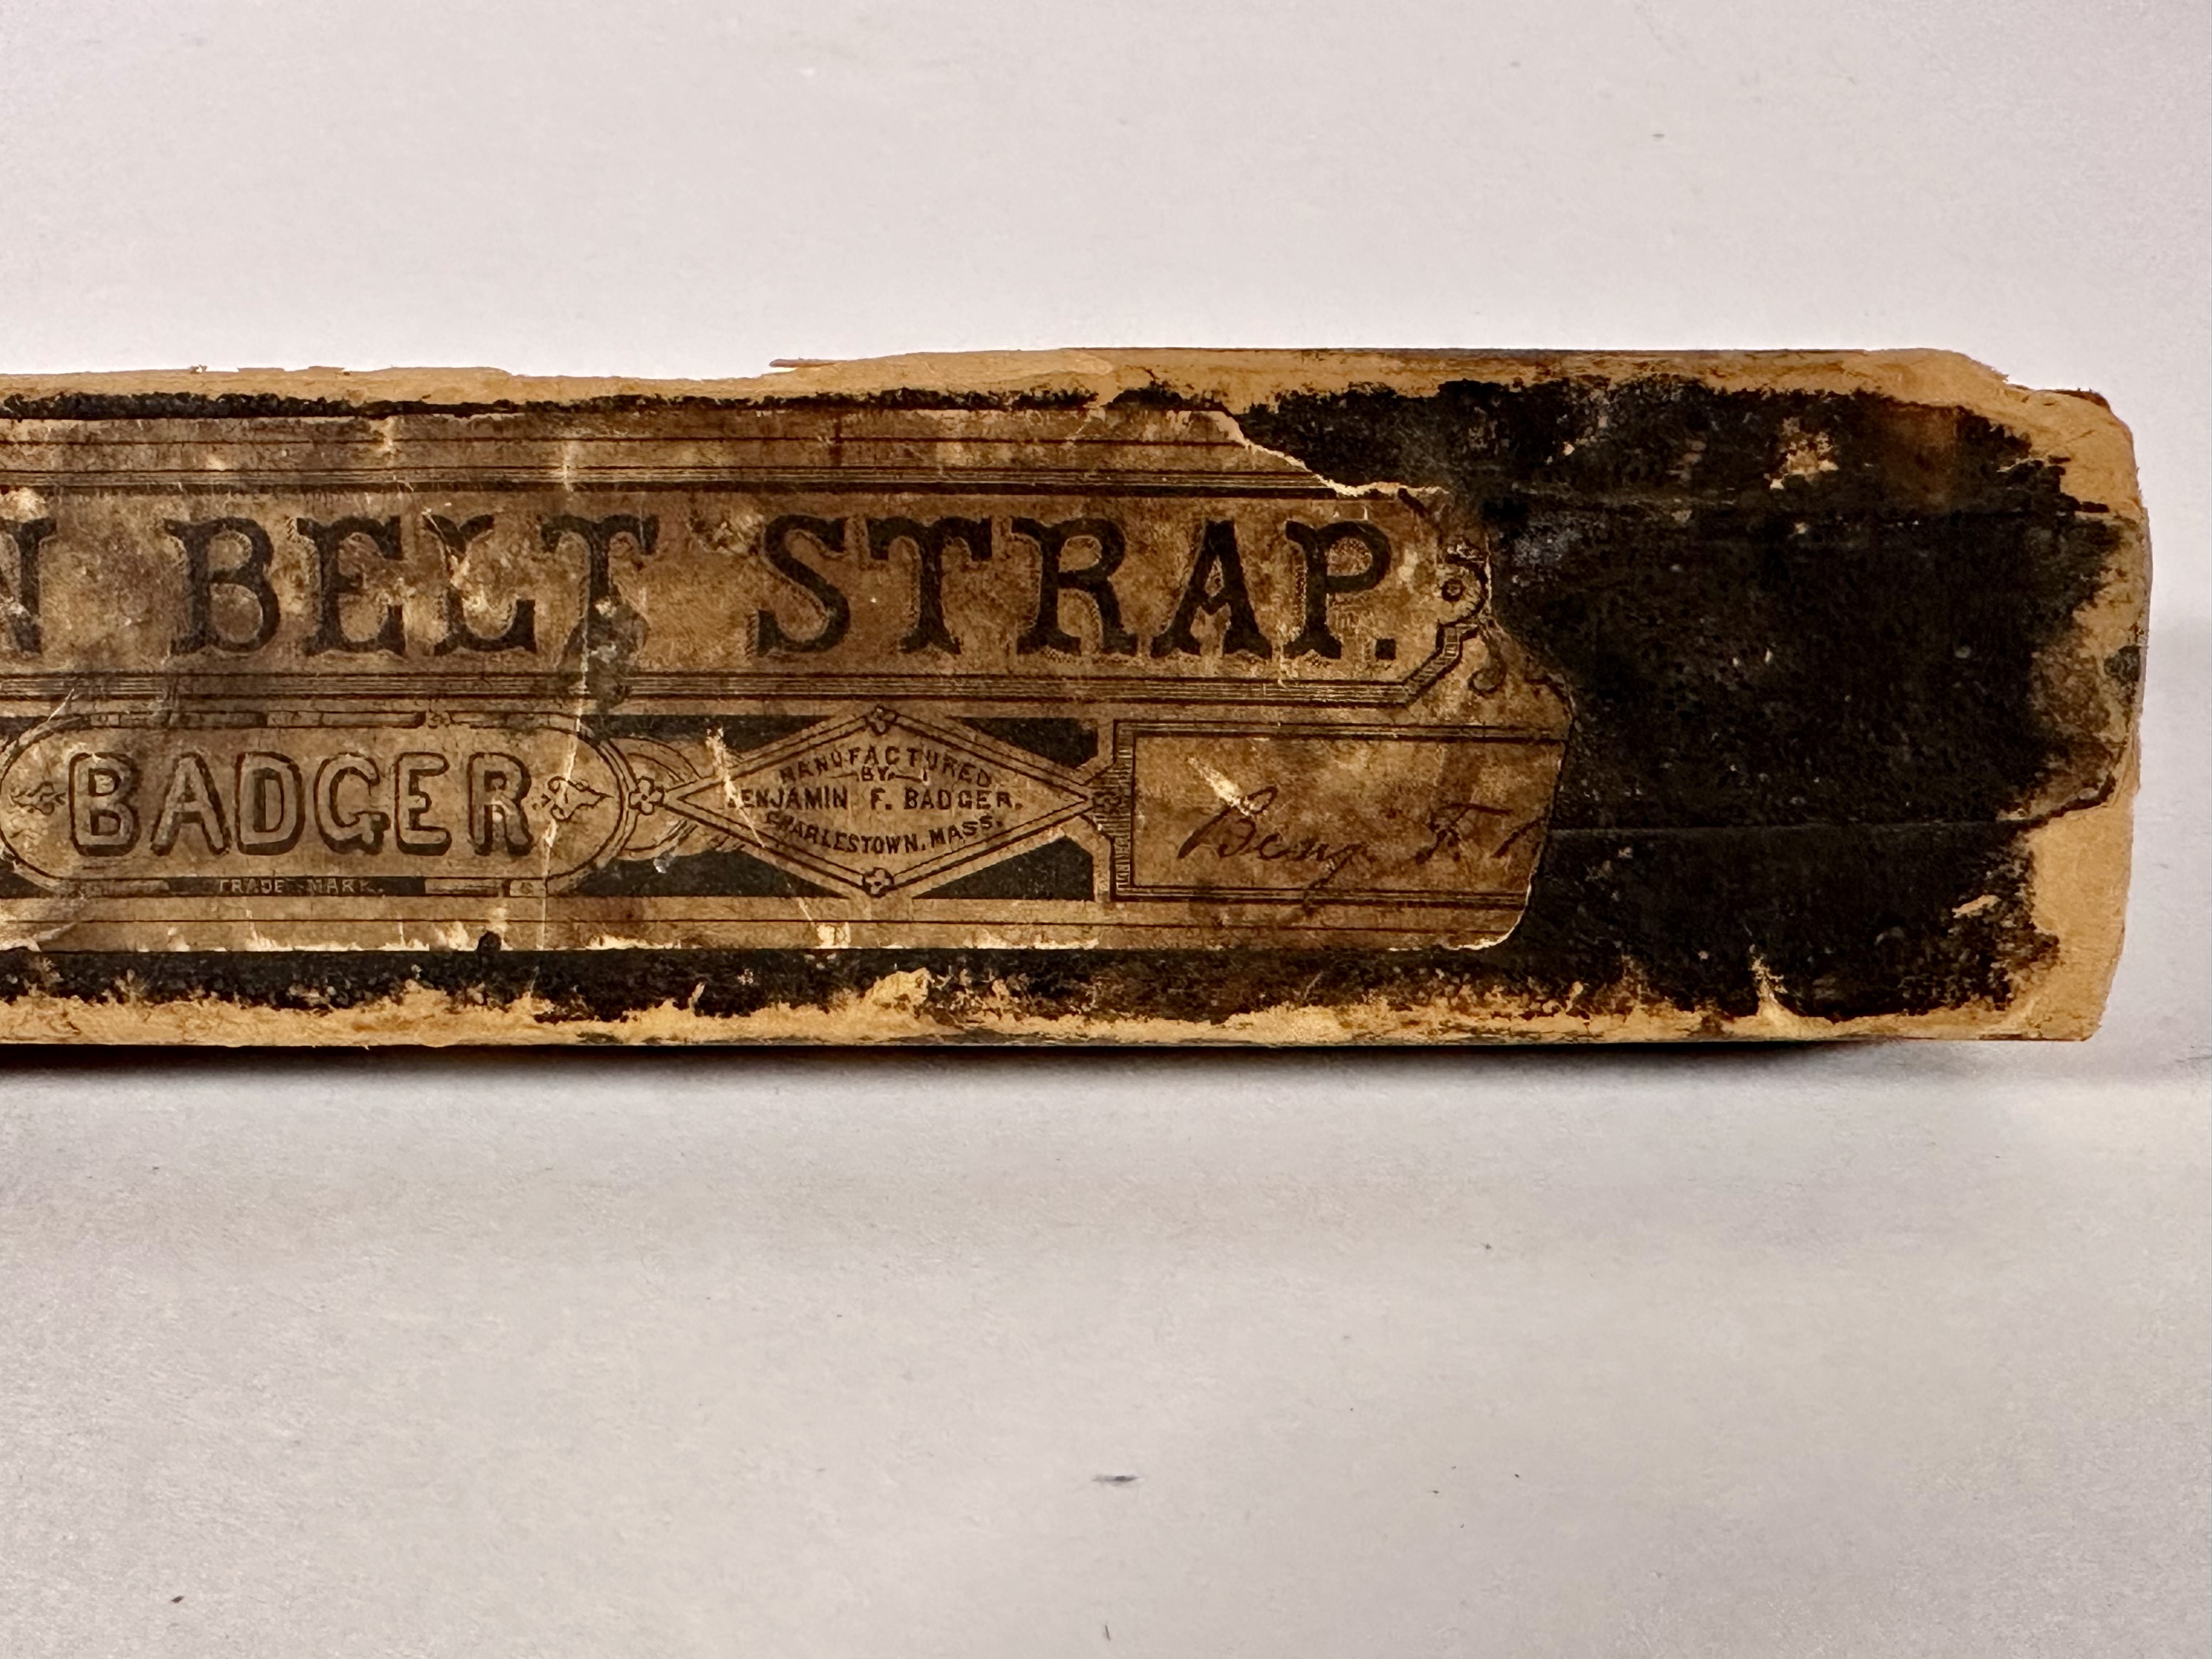 N BELT STRAP.
BADGER
TRADE MARK.
MANUFACTURED
BY
ENJAMIN F. BADGER.
CHARLESTOWN, MASS.
Benj. F.